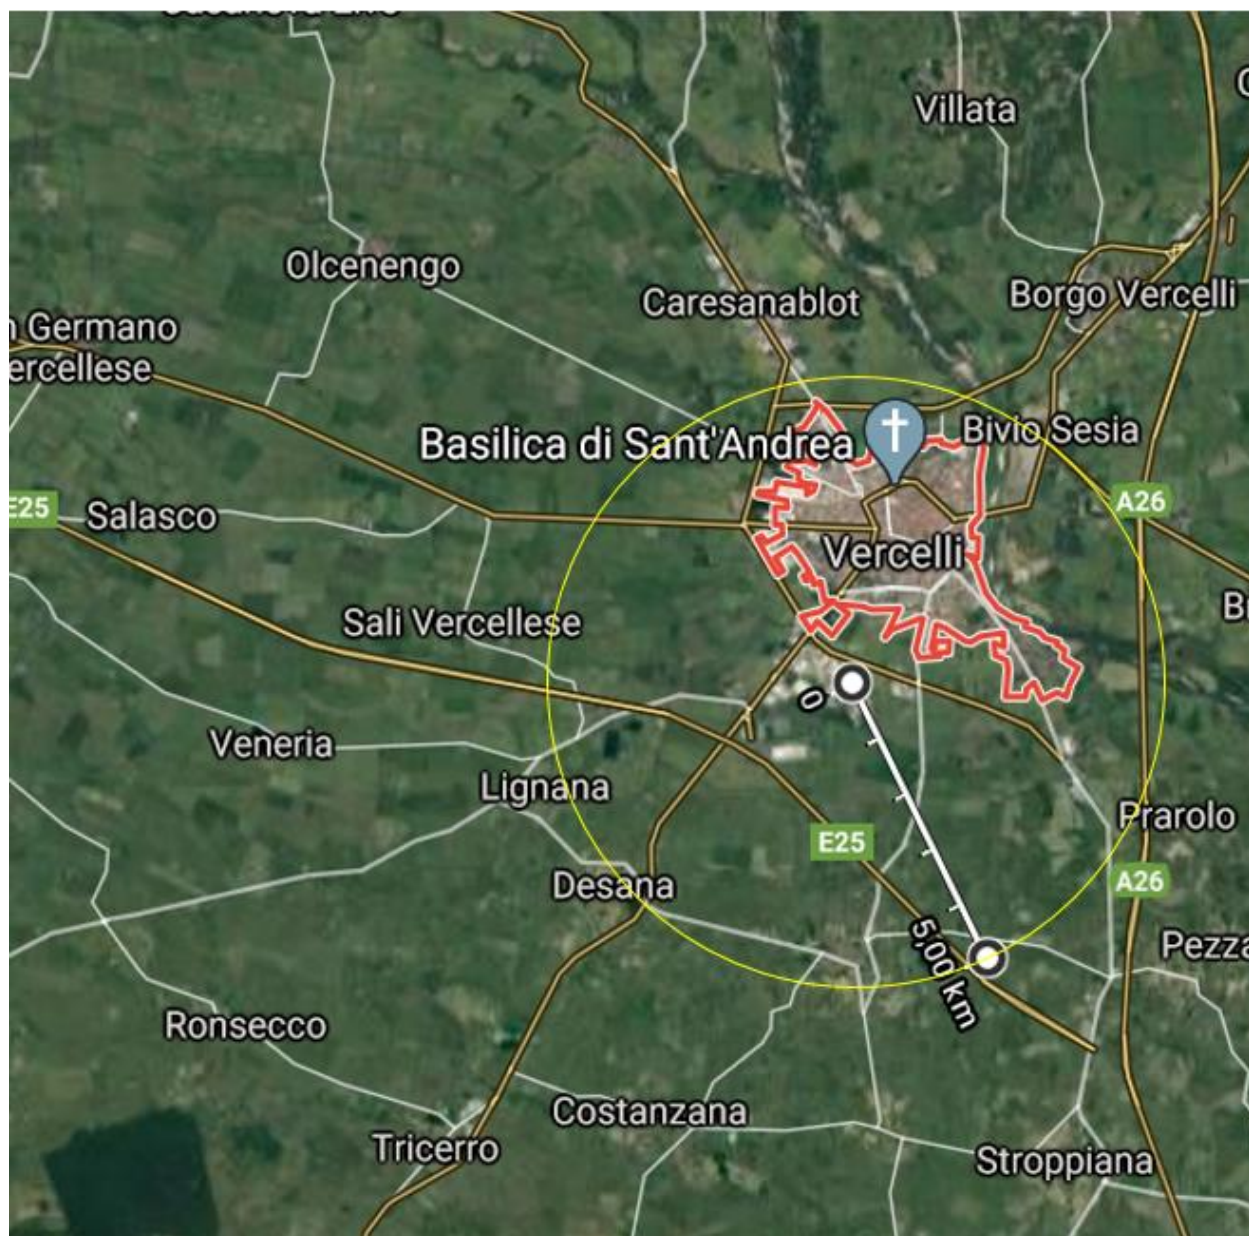 Villata
Olcenengo
Caresanablot
Borgo Vercelli
Germano
ercellese
Basilica di Sant'Andrea
Bivio Sesia
E25
Salasco
A26
Vercelli
Sali Vercellese
B
0
Veneria
Lignana
Prarolo
E25
Desana
A26
5,00 km
Pezza
Ronsecco
Costanzana
Tricerro
Stroppiana